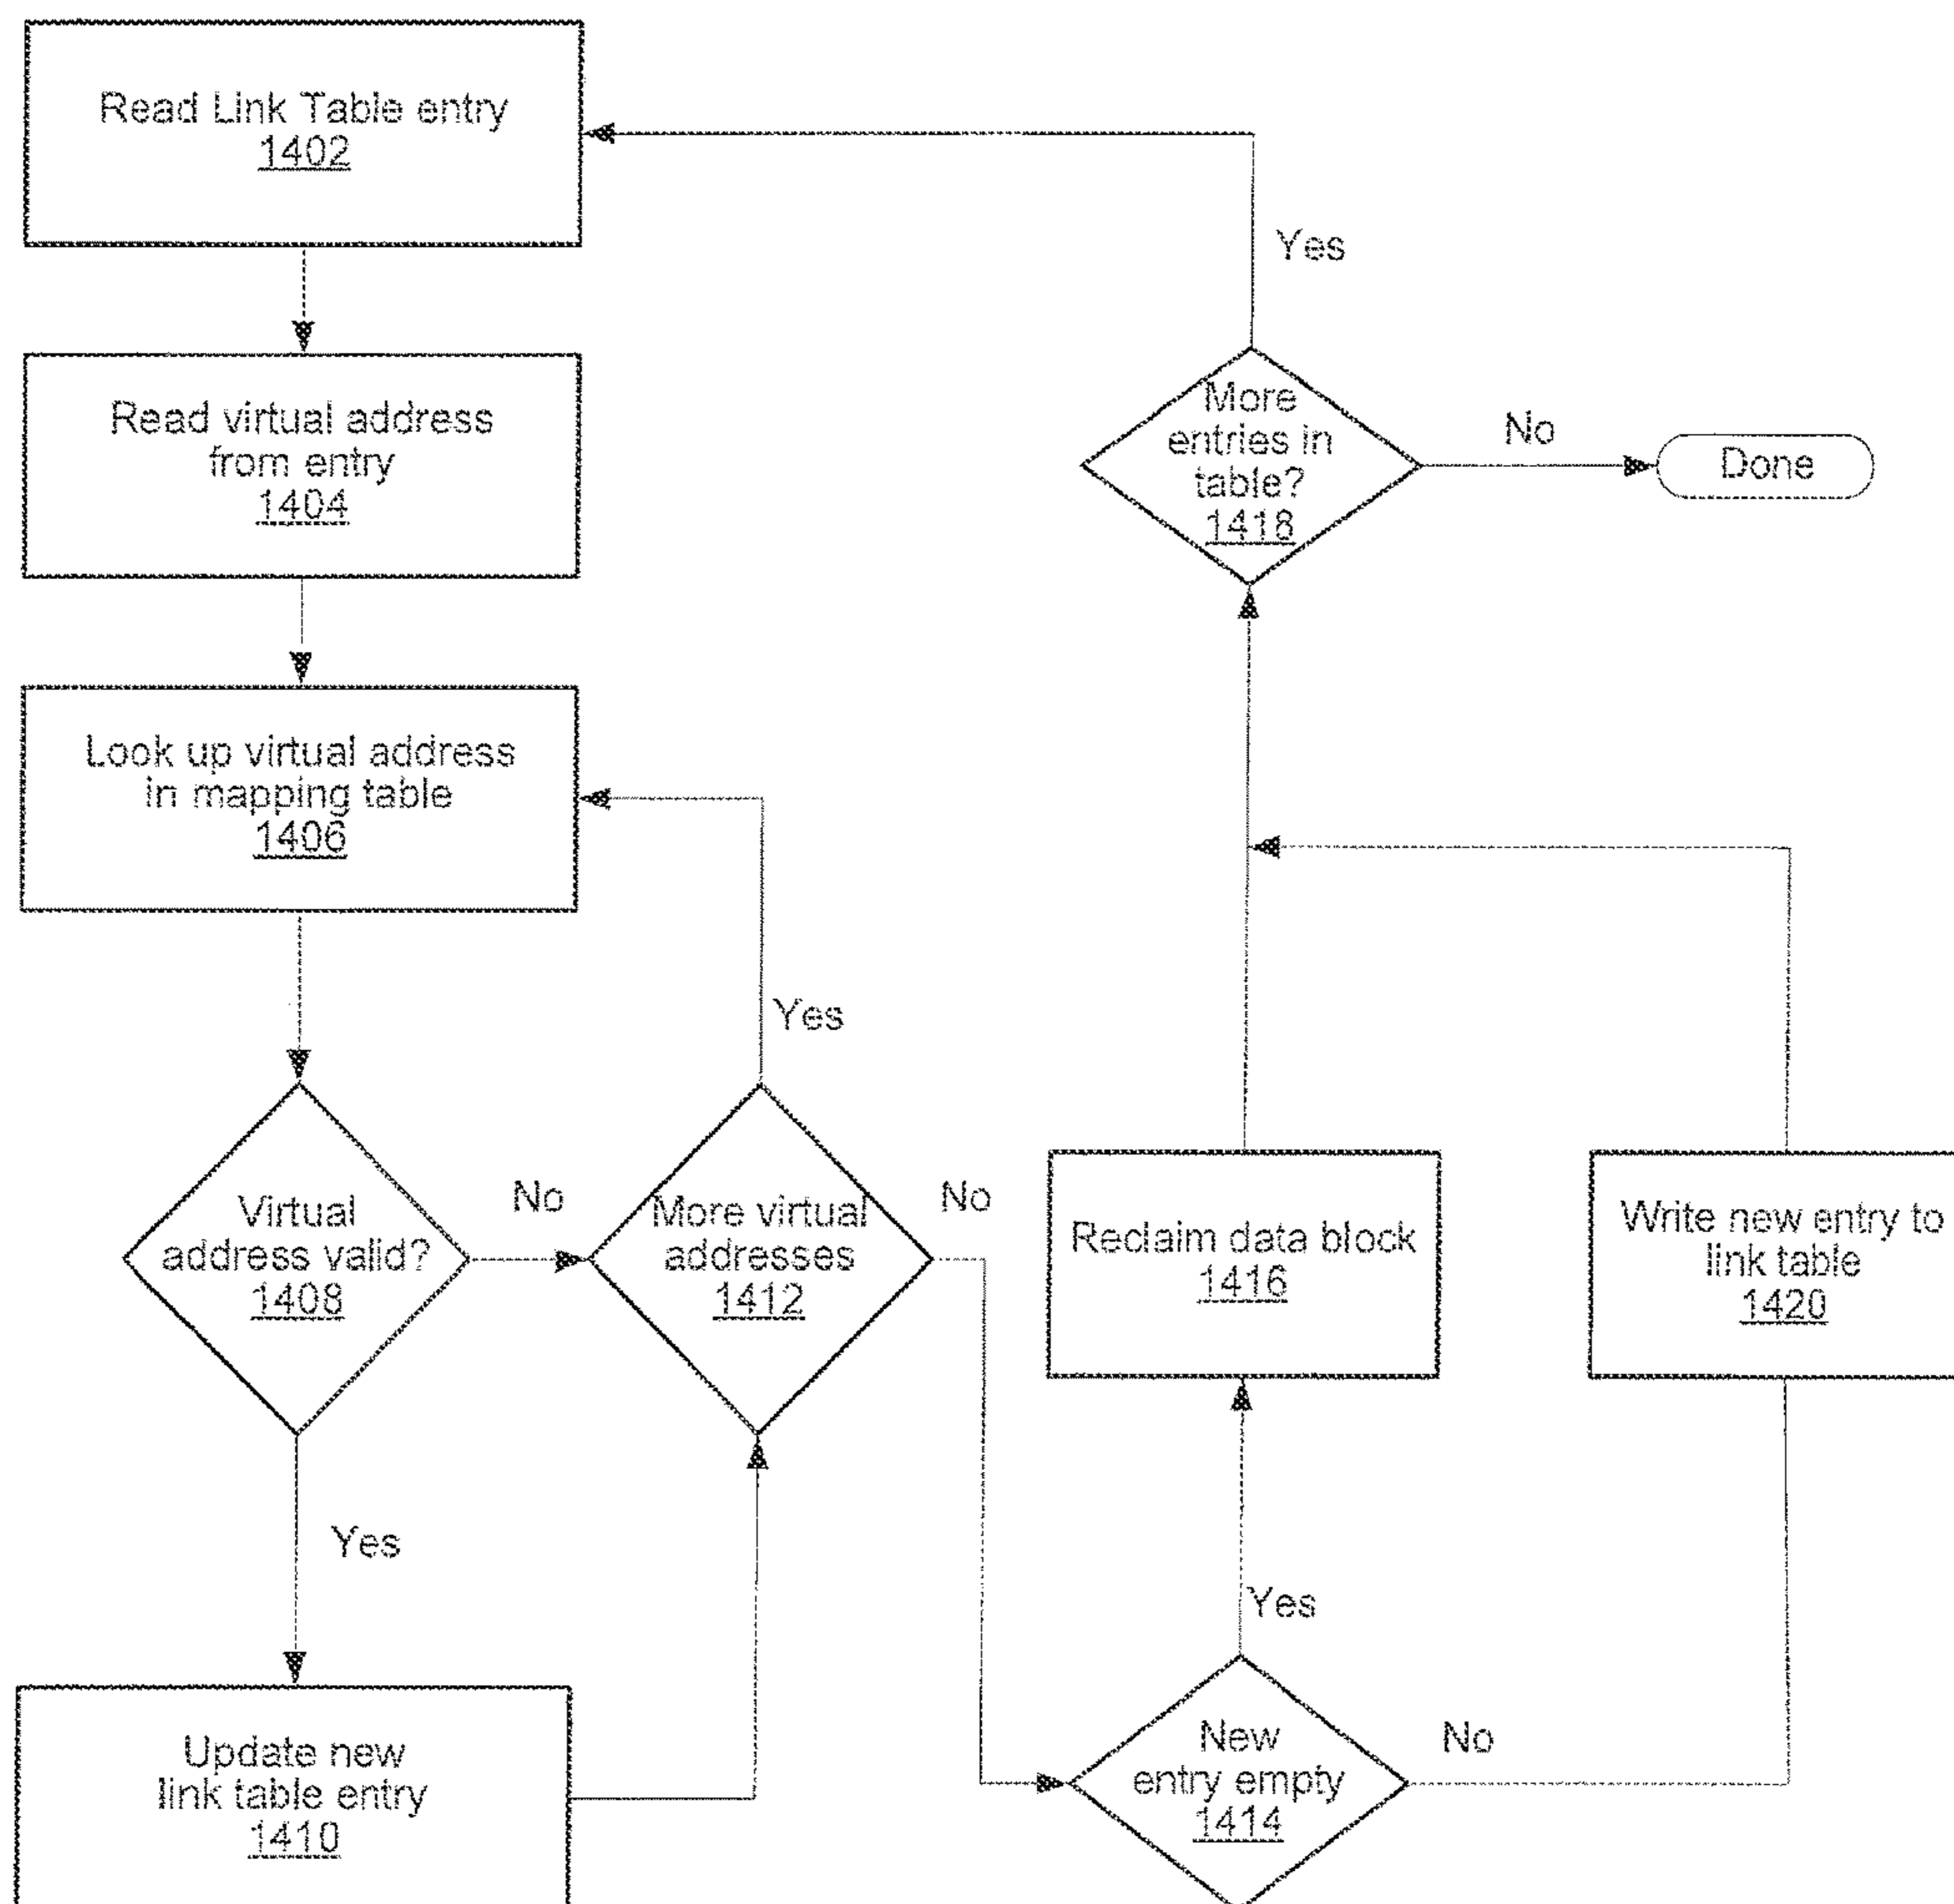 Read Link Table entry
1402
Yes
Read virtual address
from entry
1404
More
entries in
table?
1418
No
Done
Look up virtual address
in mapping table
1406
Yes
Virtual
address valid?
1408
No
More virtual
addresses
1412
No
Reclaim data block
1416
Write new entry to
link table
1420
Yes
Update new
link table entry
1410
Yes
New
entry empty
1414
No